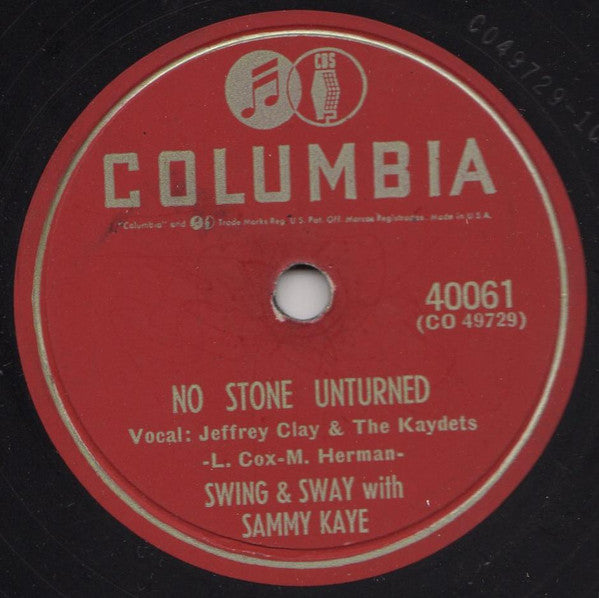 CBS
COLUMBIA
"Columbia" and Trade Marks Reg. U.S. Pat. Off. Marcas Registradas. Made in U.S.A.
40061
(CO 49729)
NO STONE UNTURNED
Vocal: Jeffrey Clay & The Kaydets
-L. Cox-M. Herman-
SWING & SWAY with
SAMMY KAYE